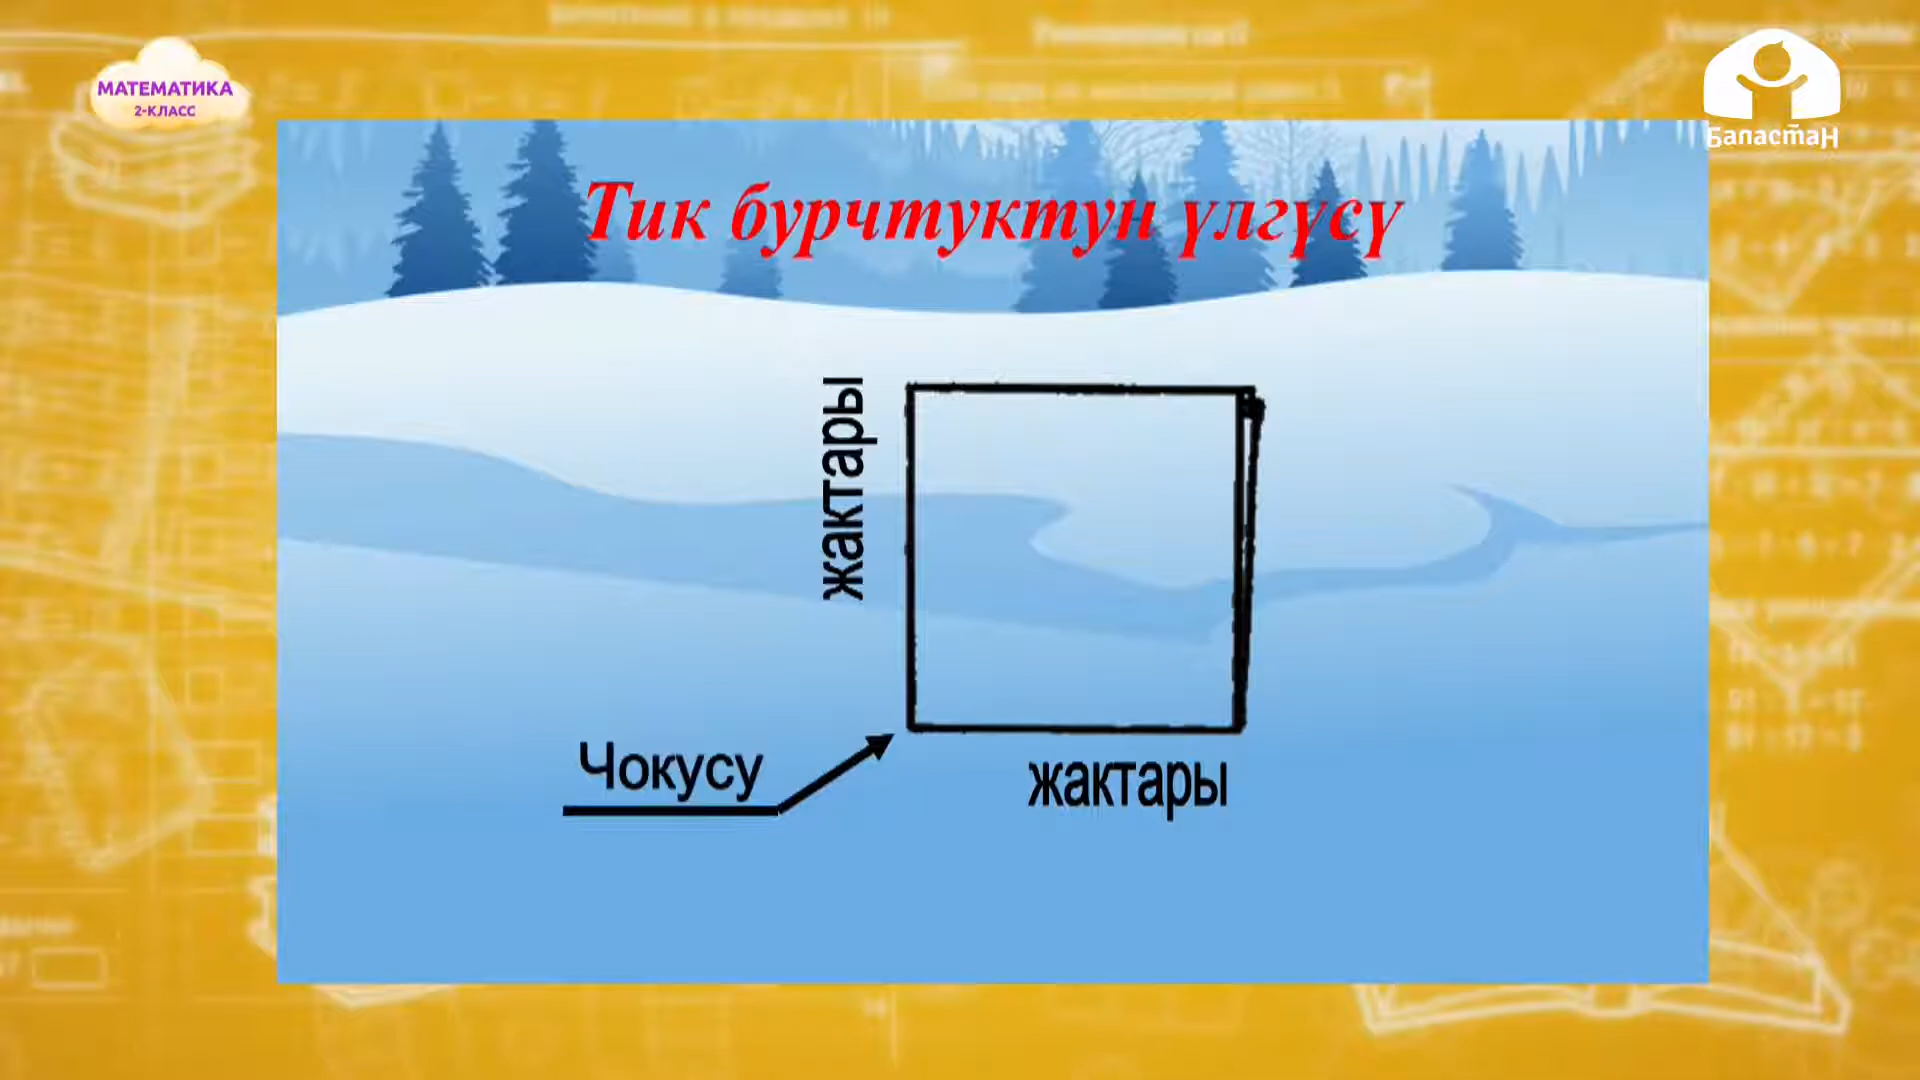 МАТЕМАТИКА
2-КЛАСС
Баластан
Тик бурчтуктун үлгүсү
жактары
Чокусу
жактары